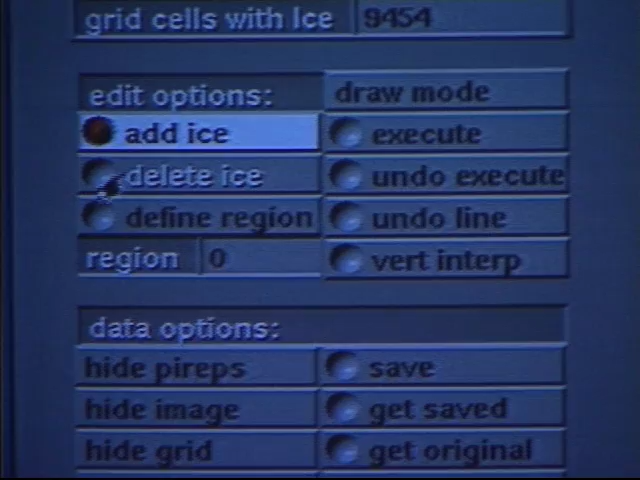 grid cells with Ice 9454
edit options: draw mode
add ice execute
delete ice undo execute
define region undo line
region 0 vert interp
data options:
hide pireps save
hide image get saved
hide grid get original